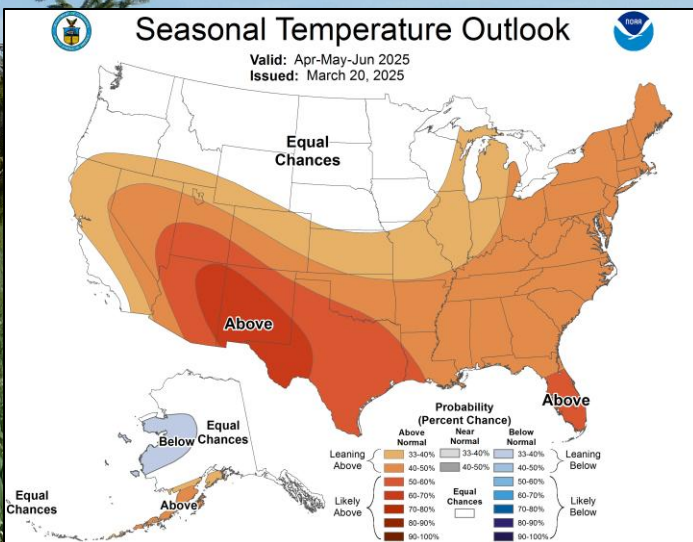 Seasonal Temperature Outlook
NOAA
Valid: Apr-May-Jun 2025
Issued: March 20, 2025
Equal
Chances
Above
Above
Below
Equal
Chances
Above
Equal
Chances
Probability
(Percent Chance)
Above
Normal
Near
Normal
Below
Normal
Leaning
Above
33-40%
40-50%
33-40%
40-50%
33-40%
40-50%
Leaning
Below
Likely
Above
50-60%
60-70%
70-80%
80-90%
90-100%
Equal
Chances
50-60%
60-70%
70-80%
80-90%
90-100%
Likely
Below